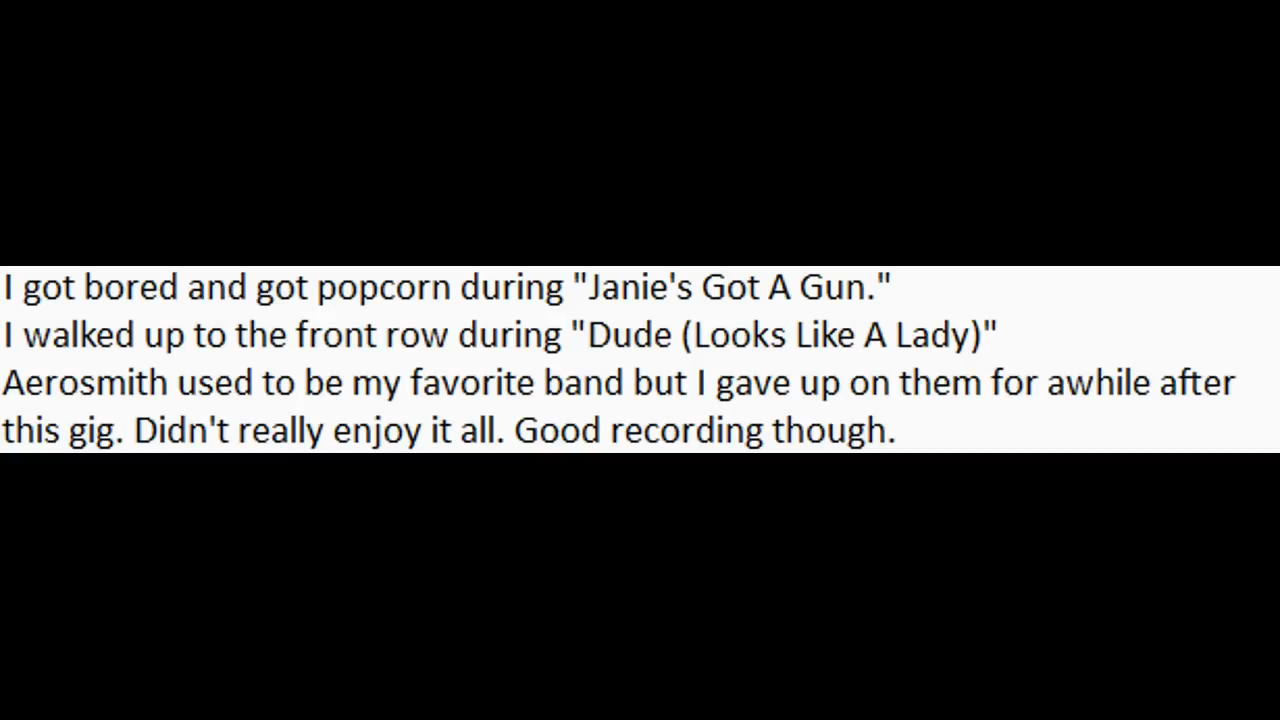 I got bored and got popcorn during "Janie's Got A Gun."
I walked up to the front row during "Dude (Looks Like A Lady)"
Aerosmith used to be my favorite band but I gave up on them for awhile after
this gig. Didn't really enjoy it all. Good recording though.